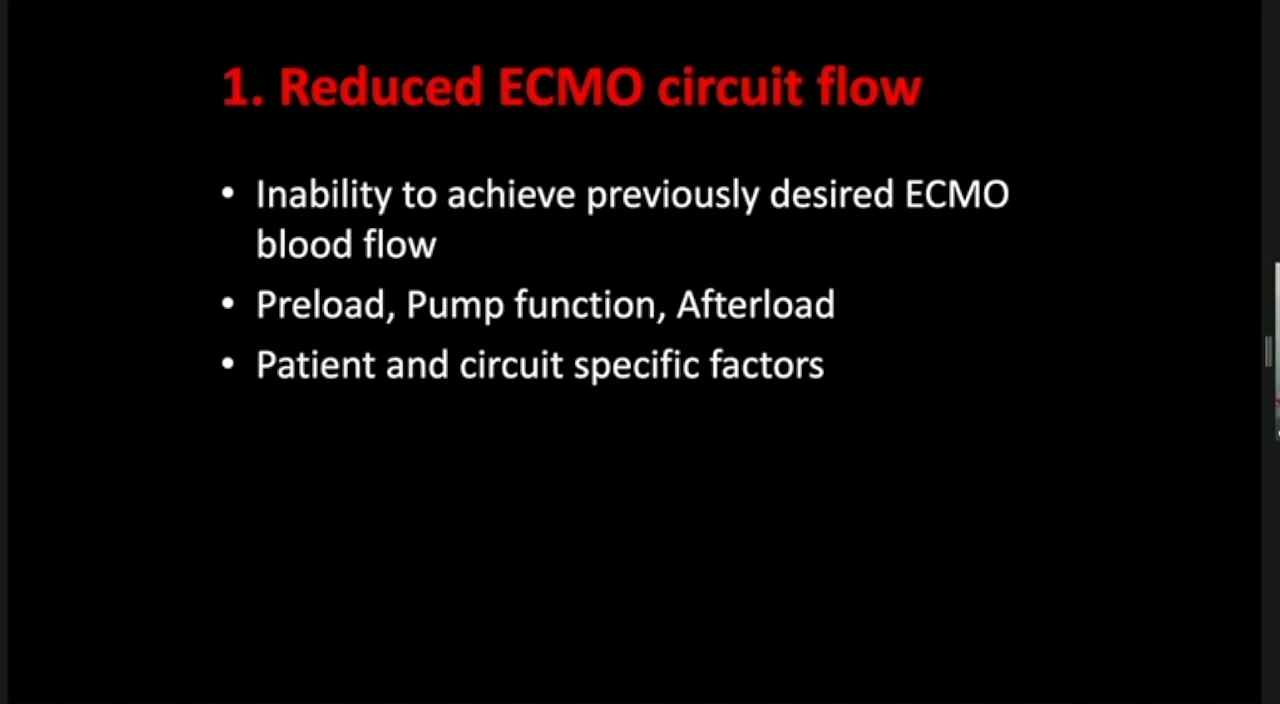 1. Reduced ECMO circuit flow
• Inability to achieve previously desired ECMO
blood flow
• Preload, Pump function, Afterload
• Patient and circuit specific factors